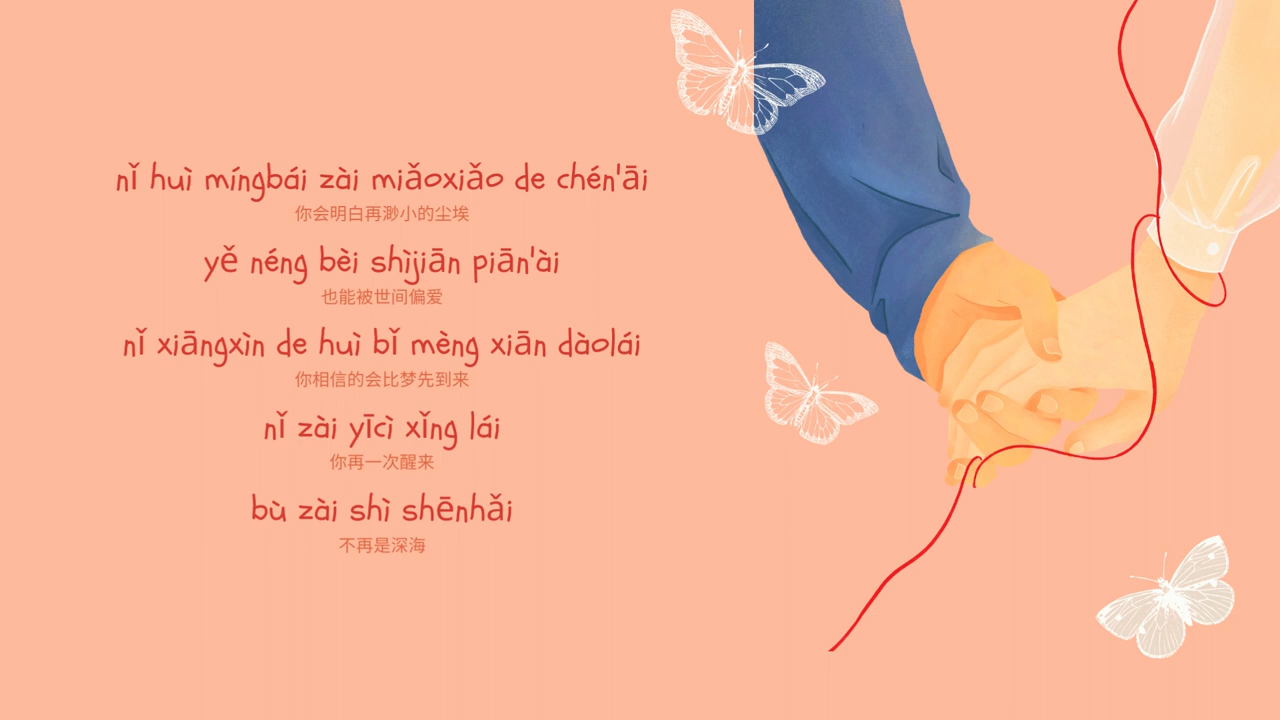 nǐ huì míngbái zài miǎoxiǎo de chén'āi
你会明白再渺小的尘埃
yě néng bèi shìjiān piān'ài
也能被世间偏爱
nǐ xiāngxìn de huì bǐ mèng xiān dàolái
你相信的会比梦先到来
nǐ zài yīcì xǐng lái
你再一次醒来
bù zài shì shēnhǎi
不再是深海